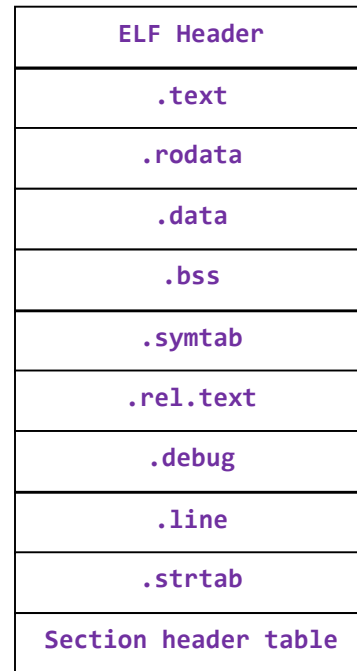 ELF Header
.text
.rodata
.data
.bss
.symtab
.rel.text
.debug
.line
.strtab
Section header table